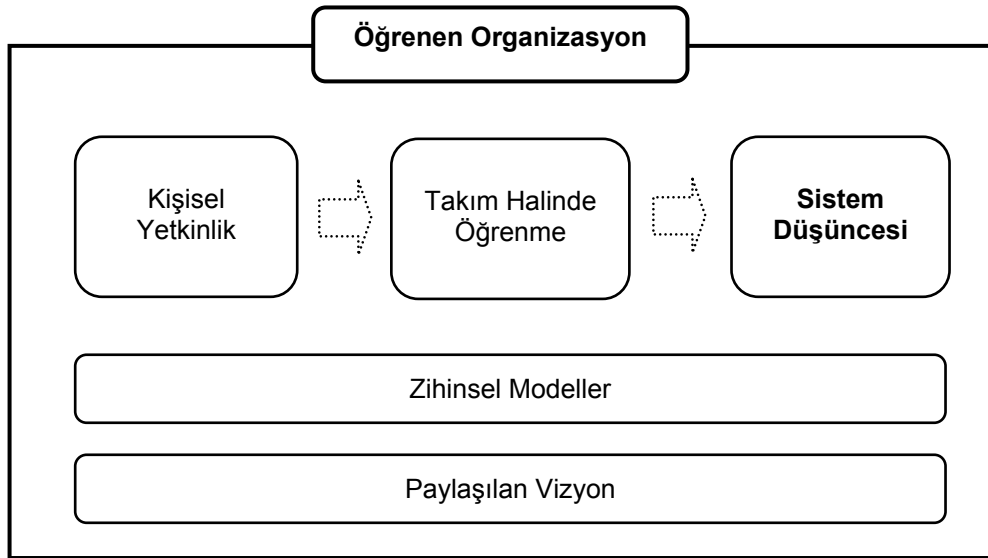 Öğrenen Organizasyon
Kişisel
Yetkinlik
Takım Halinde
Öğrenme
Sistem
Düşüncesi
Zihinsel Modeller
Paylaşılan Vizyon